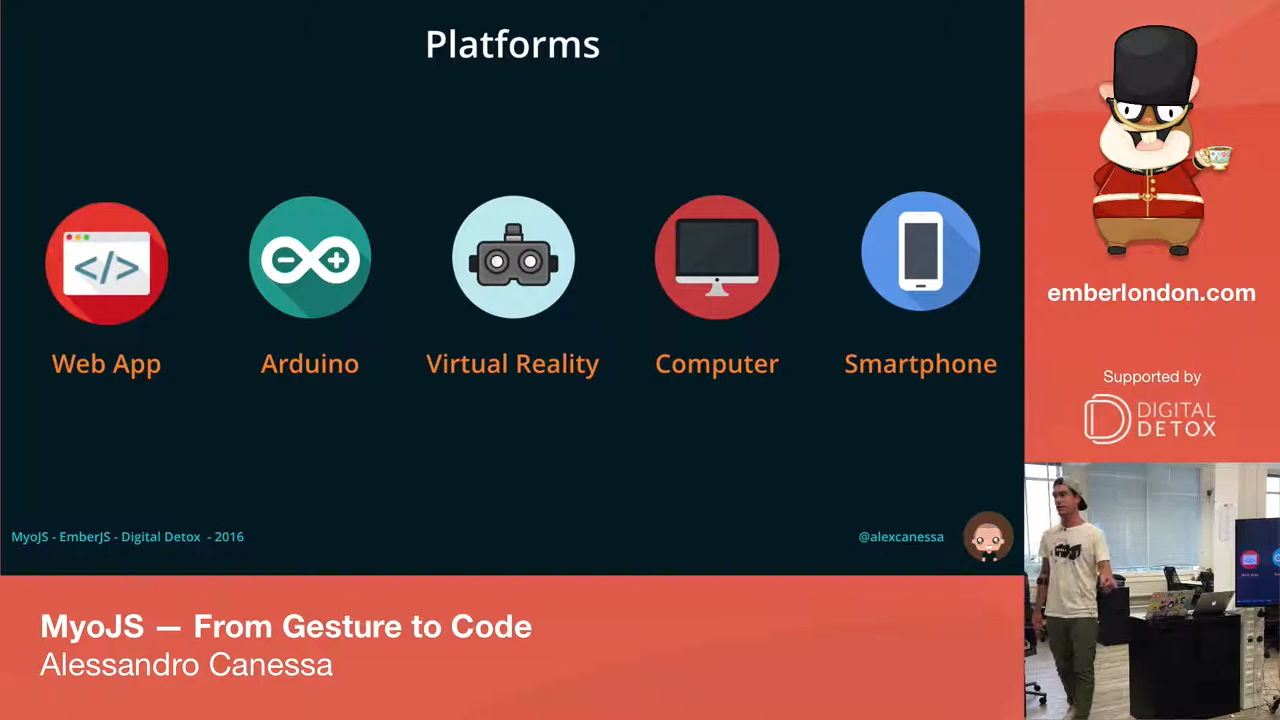 Platforms
</>
Web App
Arduino
Virtual Reality
Computer
Smartphone
MyoJS - EmberJS - Digital Detox - 2016
@alexcanessa
emberlondon.com
Supported by
DIGITAL
DETOX
MyoJS — From Gesture to Code
Alessandro Canessa